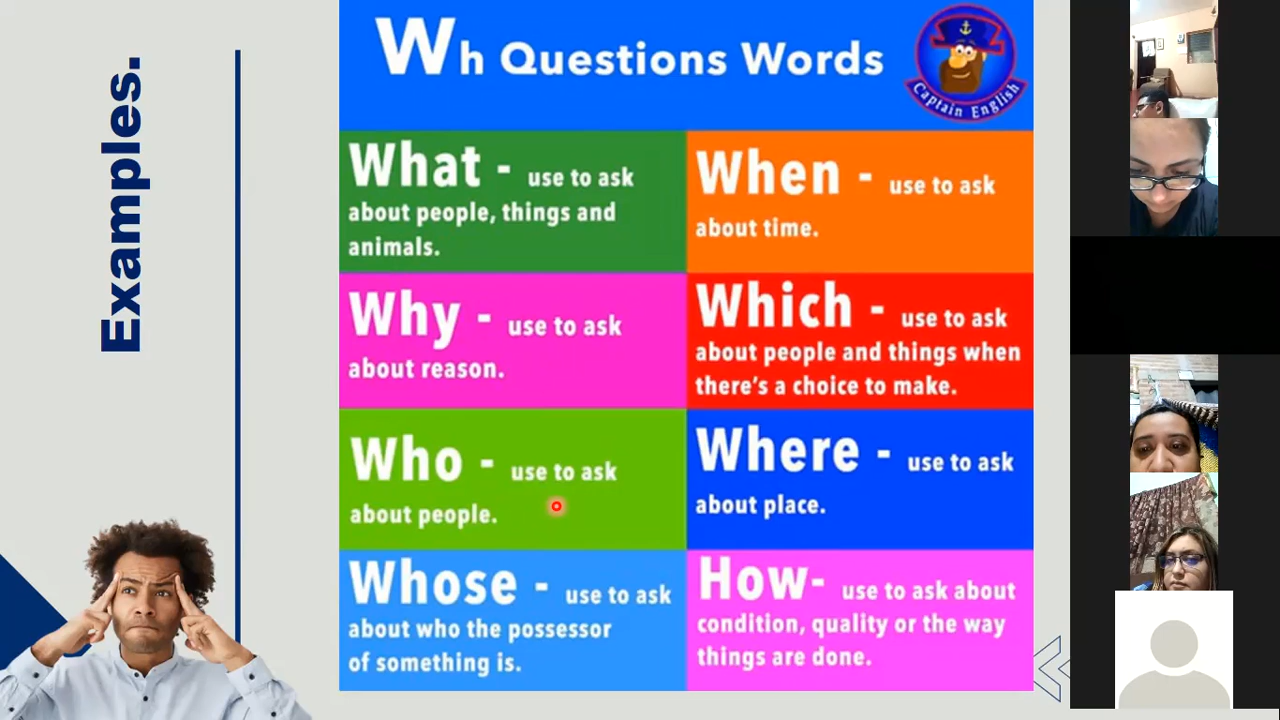 Examples.
Wh Questions Words
Captain English
What - use to ask
about people, things and
animals.
When - use to ask
about time.
Why - use to ask
about reason.
Which - use to ask
about people and things when
there's a choice to make.
Who - use to ask
about people.
Where - use to ask
about place.
Whose - use to ask
about who the possessor
of something is.
How- use to ask about
condition, quality or the way
things are done.